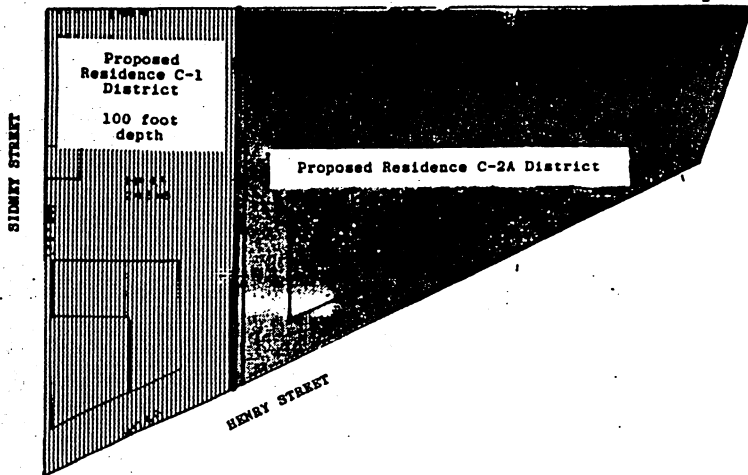 Proposed
Residence C-1
District
100 foot
depth
SIDNEY STREET
Proposed Residence C-2A District
HENRY STREET